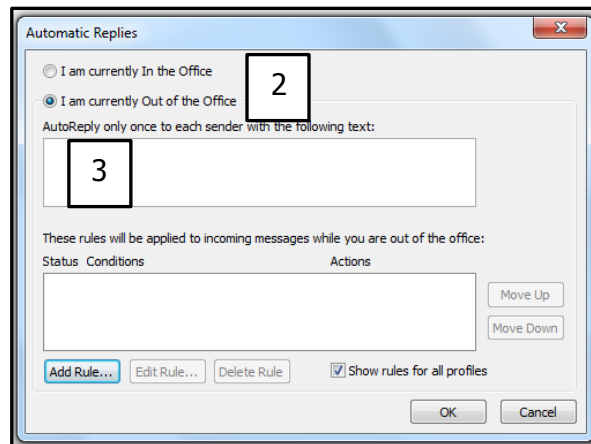 Automatic Replies
I am currently In the Office
2
I am currently Out of the Office
AutoReply only once to each sender with the following text:
3
These rules will be applied to incoming messages while you are out of the office:
Status Conditions Actions
Move Up
Move Down
Add Rule... Edit Rule... Delete Rule Show rules for all profiles
OK Cancel